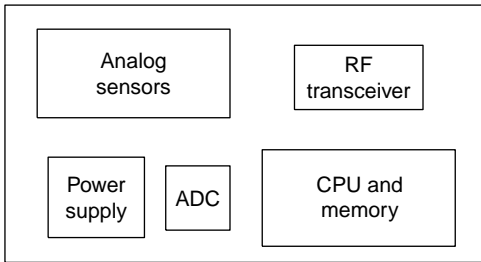 Analog
sensors
RF
transceiver
Power
supply
ADC
CPU and
memory